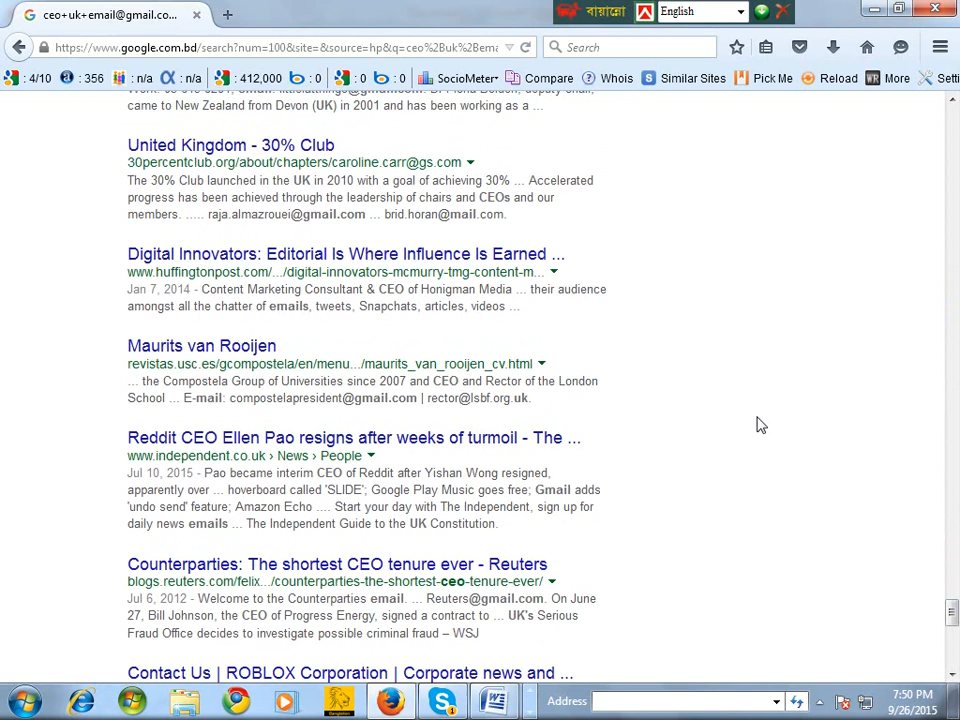 ceo+uk+email@gmail.co...
বায়ান্নো
English
https://www.google.com.bd/search?num=100&site=&source=hp&q=ceo%2Buk%2Bema
Search
: 4/10
: 356
: n/a
: n/a
: 412,000
: 0
: 0
: 0
SocioMeter
Compare
Whois
Similar Sites
Pick Me
Reload
More
Setti
came to New Zealand from Devon (UK) in 2001 and has been working as a ...
United Kingdom - 30% Club
30percentclub.org/about/chapters/caroline.carr@gs.com
The 30% Club launched in the UK in 2010 with a goal of achieving 30% ... Accelerated
progress has been achieved through the leadership of chairs and CEOs and our
members. ..... raja.almazrouei@gmail.com ... brid.horan@mail.com.
Digital Innovators: Editorial Is Where Influence Is Earned ...
www.huffingtonpost.com/.../digital-innovators-mcmurry-tmg-content-m...
Jan 7, 2014 - Content Marketing Consultant & CEO of Honigman Media ... their audience
amongst all the chatter of emails, tweets, Snapchats, articles, videos ...
Maurits van Rooijen
revistas.usc.es/gcompostela/en/menu.../maurits_van_rooijen_cv.html
... the Compostela Group of Universities since 2007 and CEO and Rector of the London
School ... E-mail: compostelapresident@gmail.com | rector@lsbf.org.uk.
Reddit CEO Ellen Pao resigns after weeks of turmoil - The ...
www.independent.co.uk › News › People
Jul 10, 2015 - Pao became interim CEO of Reddit after Yishan Wong resigned,
apparently over ... hoverboard called 'SLIDE'; Google Play Music goes free; Gmail adds
'undo send' feature; Amazon Echo .... Start your day with The Independent, sign up for
daily news emails ... The Independent Guide to the UK Constitution.
Counterparties: The shortest CEO tenure ever - Reuters
blogs.reuters.com/felix.../counterparties-the-shortest-ceo-tenure-ever/
Jul 6, 2012 - Welcome to the Counterparties email. ... Reuters@gmail.com. On June
27, Bill Johnson, the CEO of Progress Energy, signed a contract to ... UK's Serious
Fraud Office decides to investigate possible criminal fraud – WSJ
Contact Us | ROBLOX Corporation | Corporate news and ...
Address
7:50 PM
9/26/2015